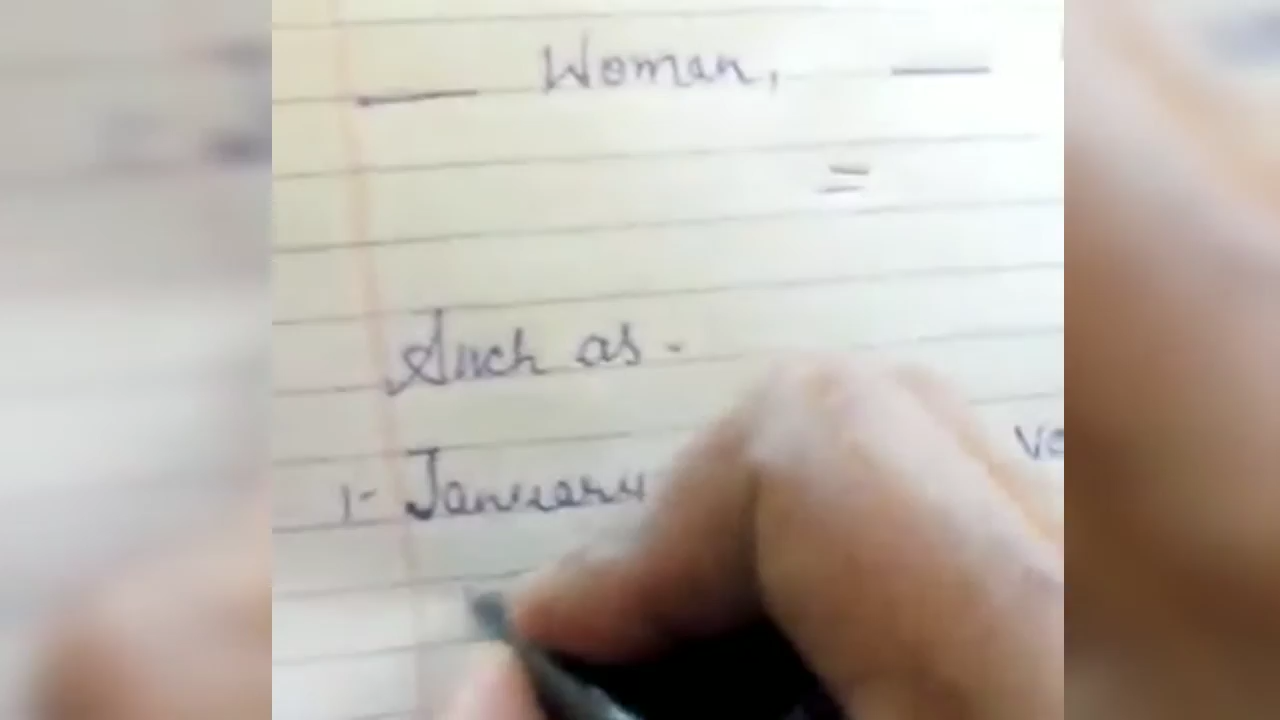 — Woman, —
=
Such as -
1- January